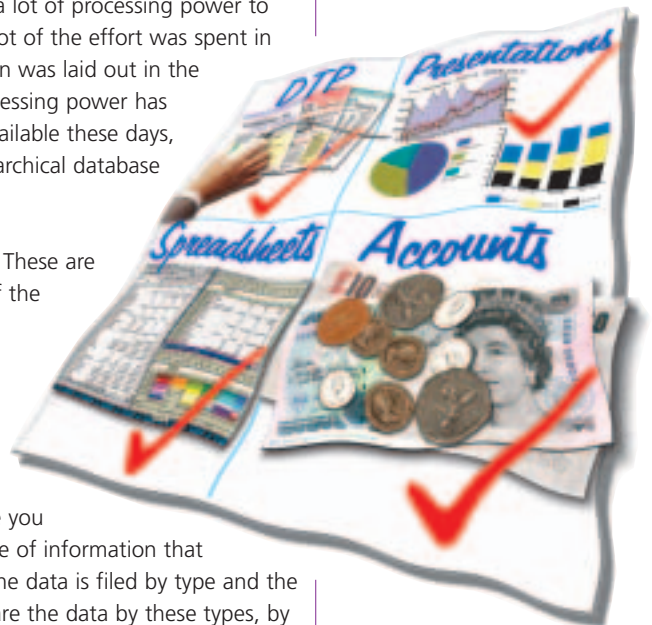 a lot of processing power to
ot of the effort was spent in
n was laid out in the
essing power has
ailable these days,
archical database
These are
f the
e you
e of information that
ne data is filed by type and the
are the data by these types, by
DTP
Presentations
Spreadsheets
Accounts
£10